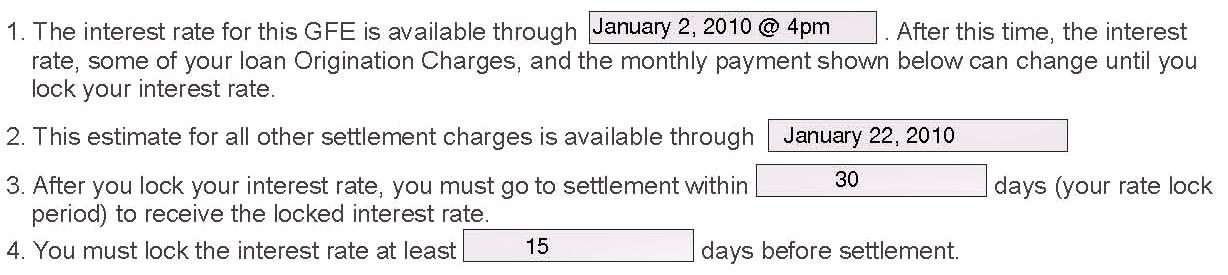 1. The interest rate for this GFE is available through January 2, 2010 @ 4pm . After this time, the interest
rate, some of your loan Origination Charges, and the monthly payment shown below can change until you
lock your interest rate.
2. This estimate for all other settlement charges is available through January 22, 2010
3. After you lock your interest rate, you must go to settlement within 30 days (your rate lock
period) to receive the locked interest rate.
4. You must lock the interest rate at least 15 days before settlement.